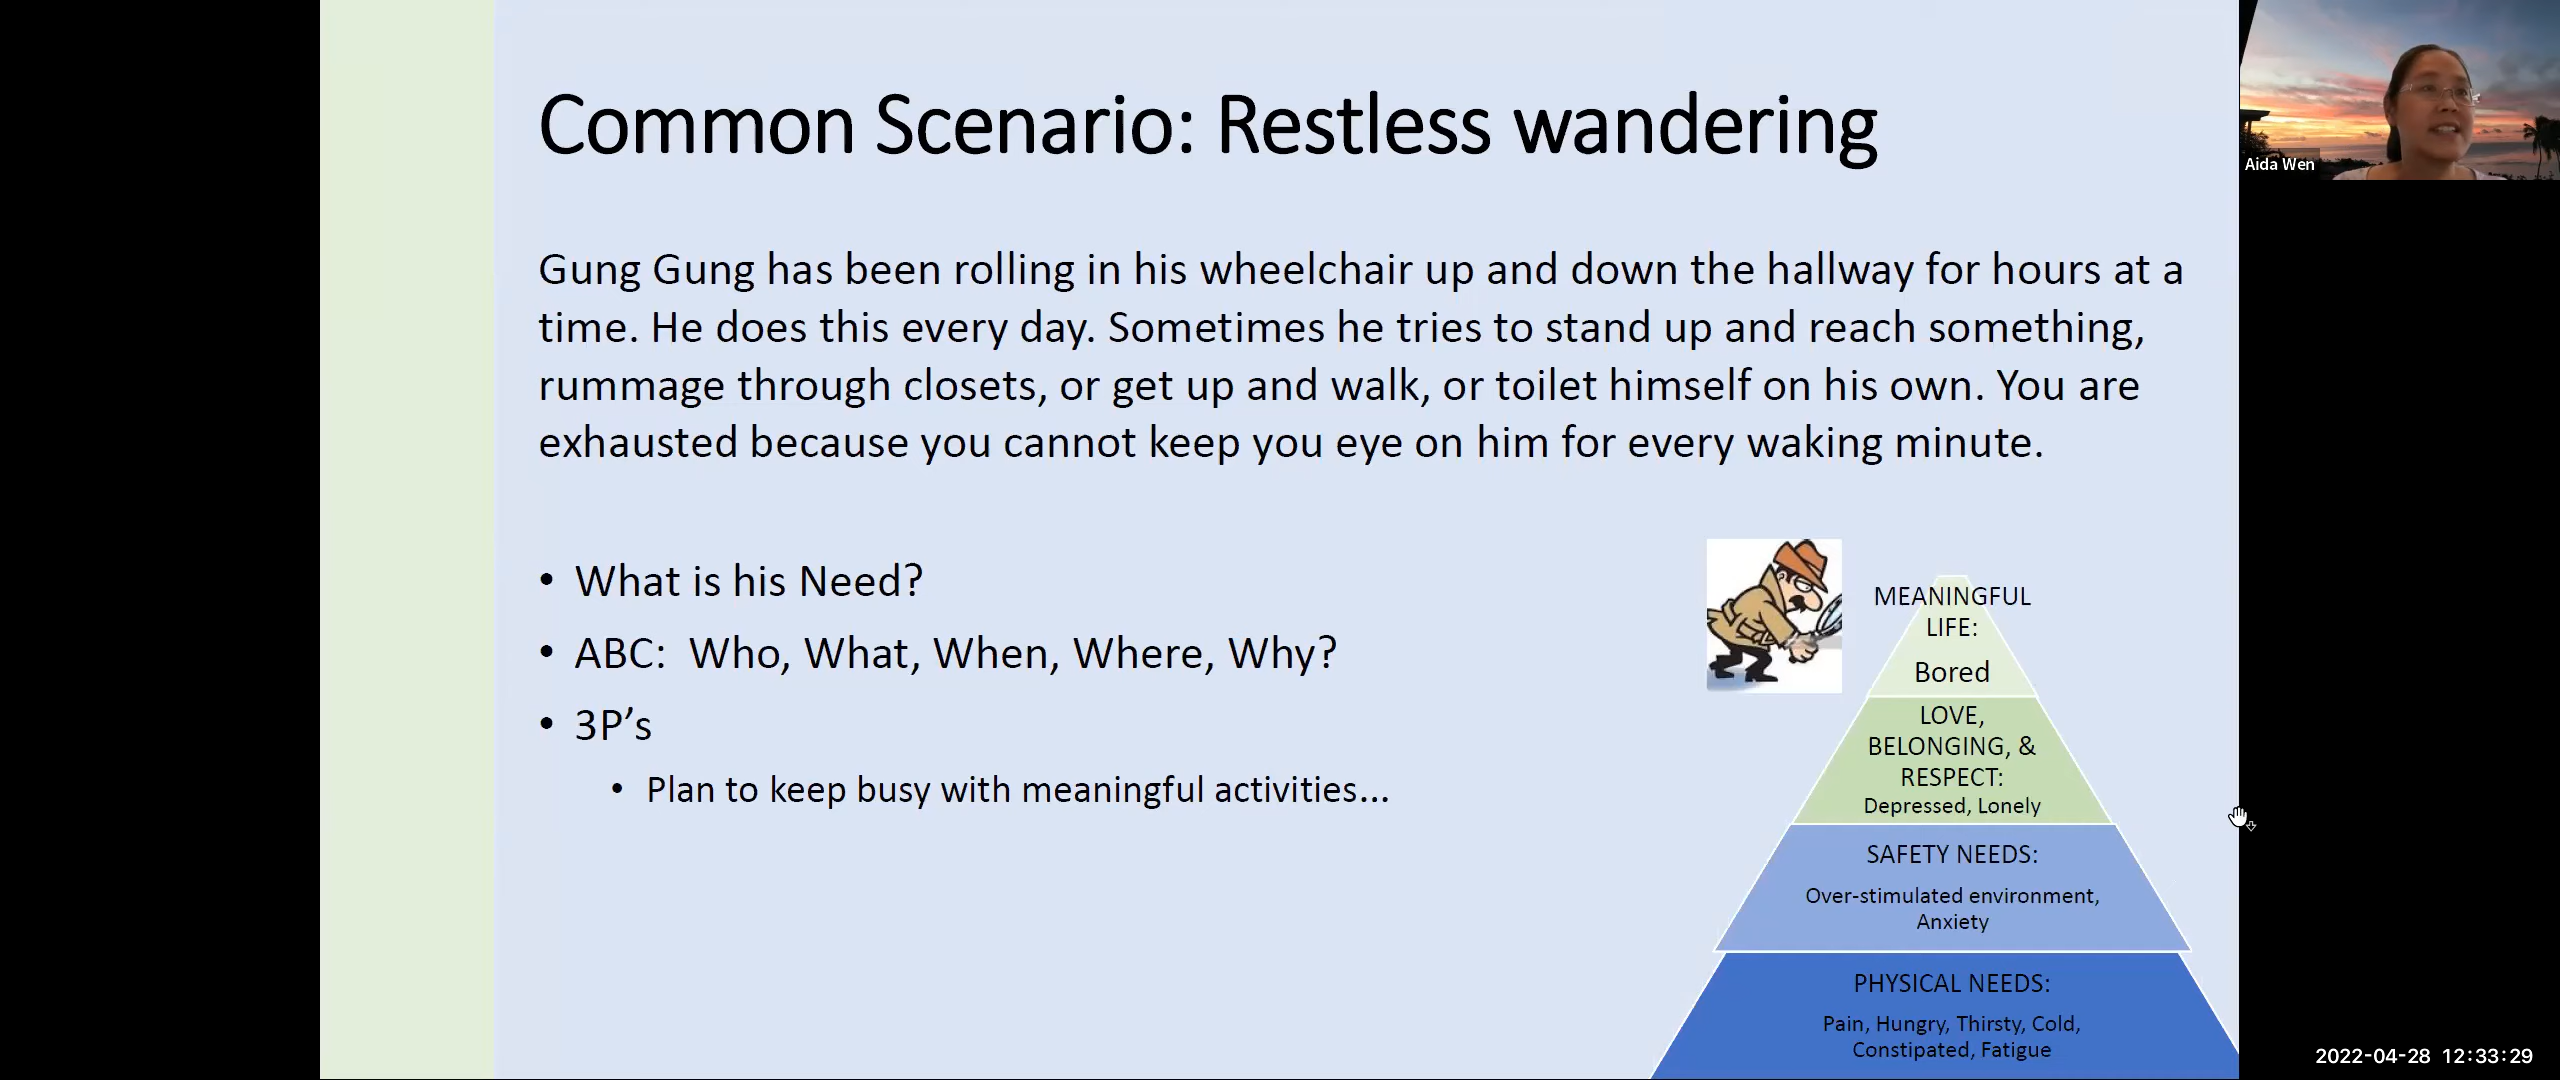 Common Scenario: Restless wandering
Gung Gung has been rolling in his wheelchair up and down the hallway for hours at a
time. He does this every day. Sometimes he tries to stand up and reach something,
rummage through closets, or get up and walk, or toilet himself on his own. You are
exhausted because you cannot keep you eye on him for every waking minute.
• What is his Need?
• ABC:  Who, What, When, Where, Why?
• 3P’s
• Plan to keep busy with meaningful activities...
MEANINGFUL
LIFE:
Bored
LOVE,
BELONGING, &
RESPECT:
Depressed, Lonely
SAFETY NEEDS:
Over-stimulated environment,
Anxiety
PHYSICAL NEEDS:
Pain, Hungry, Thirsty, Cold,
Constipated, Fatigue
Aida Wen
2022-04-28 12:33:29